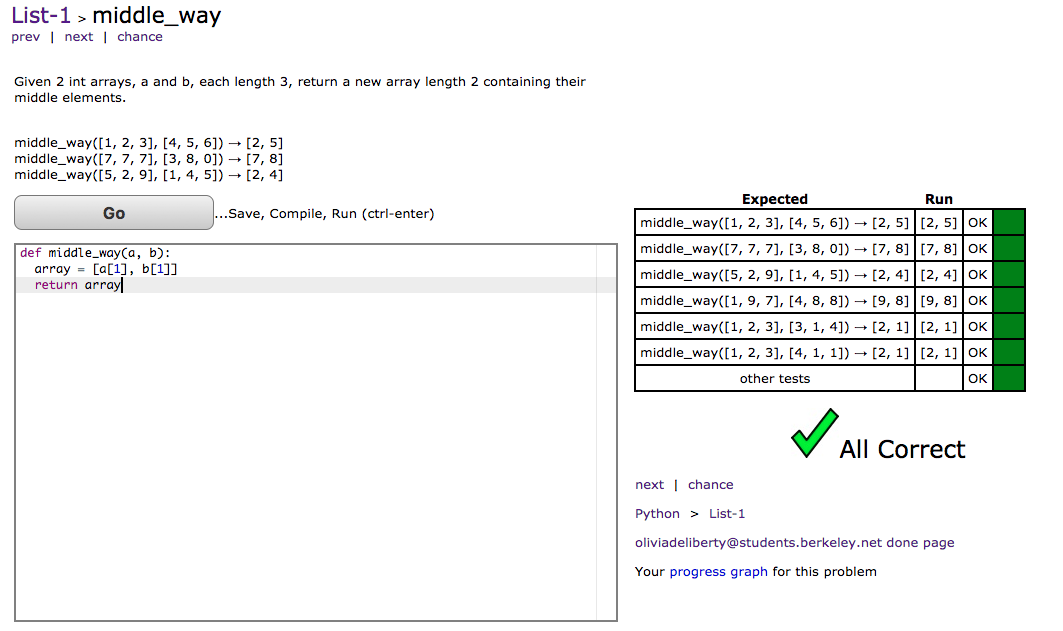 List-1 > middle_way
prev | next | chance
Given 2 int arrays, a and b, each length 3, return a new array length 2 containing their
middle elements.
middle_way([1, 2, 3], [4, 5, 6]) → [2, 5]
middle_way([7, 7, 7], [3, 8, 0]) → [7, 8]
middle_way([5, 2, 9], [1, 4, 5]) → [2, 4]
Go ...Save, Compile, Run (ctrl-enter)
def middle_way(a, b):
  array = [a[1], b[1]]
  return array
Expected Run
middle_way([1, 2, 3], [4, 5, 6]) → [2, 5] [2, 5] OK
middle_way([7, 7, 7], [3, 8, 0]) → [7, 8] [7, 8] OK
middle_way([5, 2, 9], [1, 4, 5]) → [2, 4] [2, 4] OK
middle_way([1, 9, 7], [4, 8, 8]) → [9, 8] [9, 8] OK
middle_way([1, 2, 3], [3, 1, 4]) → [2, 1] [2, 1] OK
middle_way([1, 2, 3], [4, 1, 1]) → [2, 1] [2, 1] OK
other tests OK
All Correct
next | chance
Python > List-1
oliviadeliberty@students.berkeley.net done page
Your progress graph for this problem